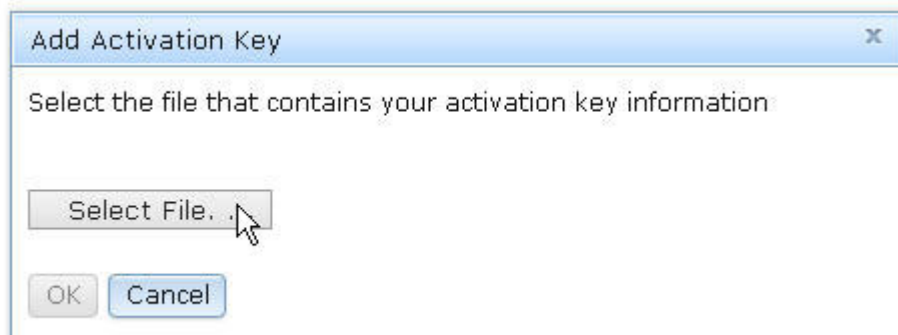 Add Activation Key
x
Select the file that contains your activation key information
Select File. . .
OK
Cancel